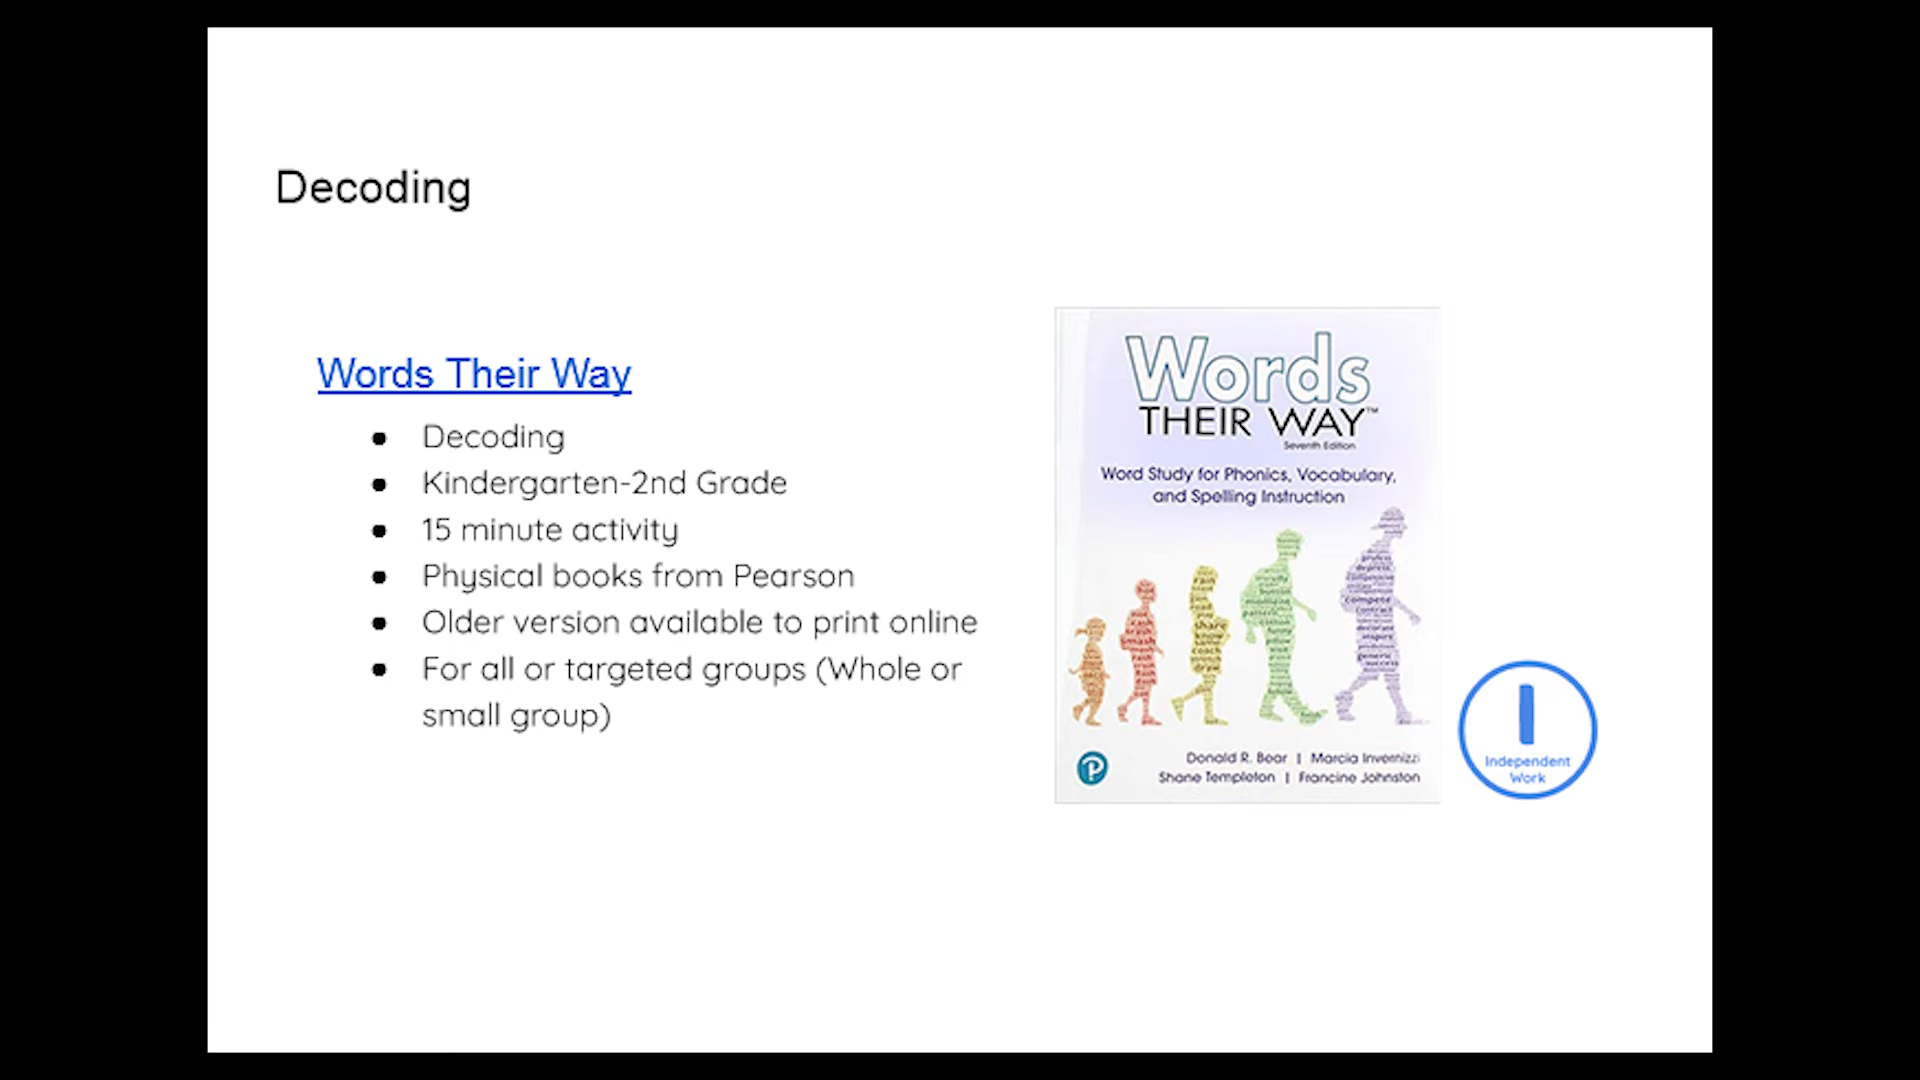 Decoding
Words Their Way
Decoding
Kindergarten-2nd Grade
15 minute activity
Physical books from Pearson
Older version available to print online
For all or targeted groups (Whole or
small group)
Words
THEIR WAY™
Seventh Edition
Word Study for Phonics, Vocabulary,
and Spelling Instruction
Donald R. Bear | Marcia Invernizzi
Shane Templeton | Francine Johnston
P
I
Independent
Work